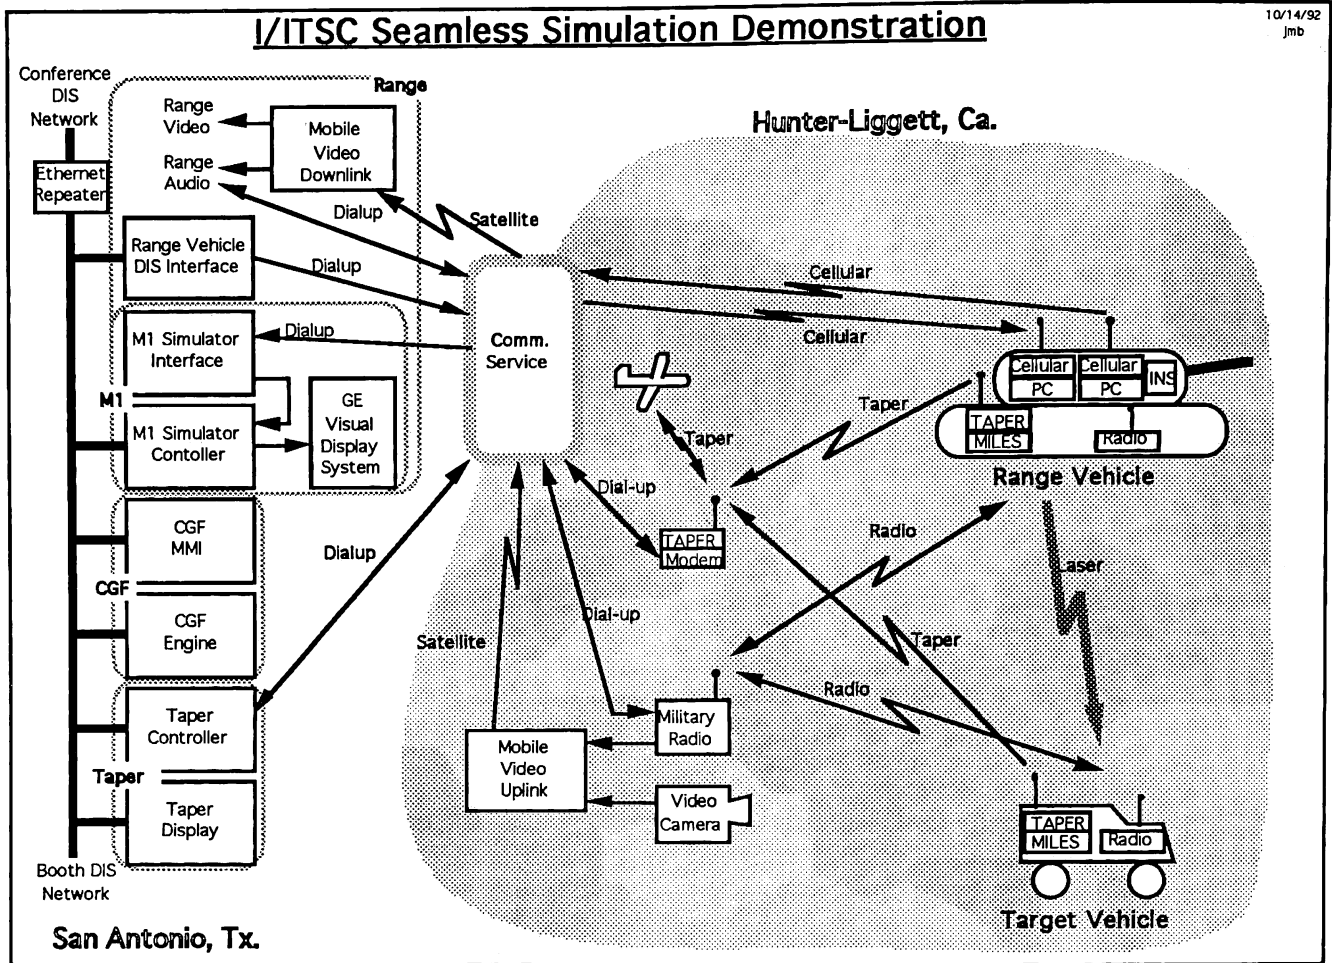 I/ITSC Seamless Simulation Demonstration
10/14/92
jmb
Conference
DIS
Network
Range
Range
Video
Mobile
Video
Downlink
Range
Audio
Hunter-Liggett, Ca.
Ethernet
Repeater
Dialup
Satellite
Range Vehicle
DIS Interface
Dialup
Cellular
Cellular
M1 Simulator
Interface
Dialup
Comm.
Service
M1
M1 Simulator
Contoller
GE
Visual
Display
System
Cellular
PC
Cellular
PC
INS
TAPER
MILES
Radio
Range Vehicle
Taper
Taper
Dial-up
TAPER
Modem
Radio
Laser
CGF
MMI
CGF
CGF
Engine
Dialup
Dial-up
Satellite
Taper
Radio
Taper
Controller
Taper
Taper
Display
Military
Radio
Mobile
Video
Uplink
Video
Camera
TAPER
MILES
Radio
Target Vehicle
Booth DIS
Network
San Antonio, Tx.